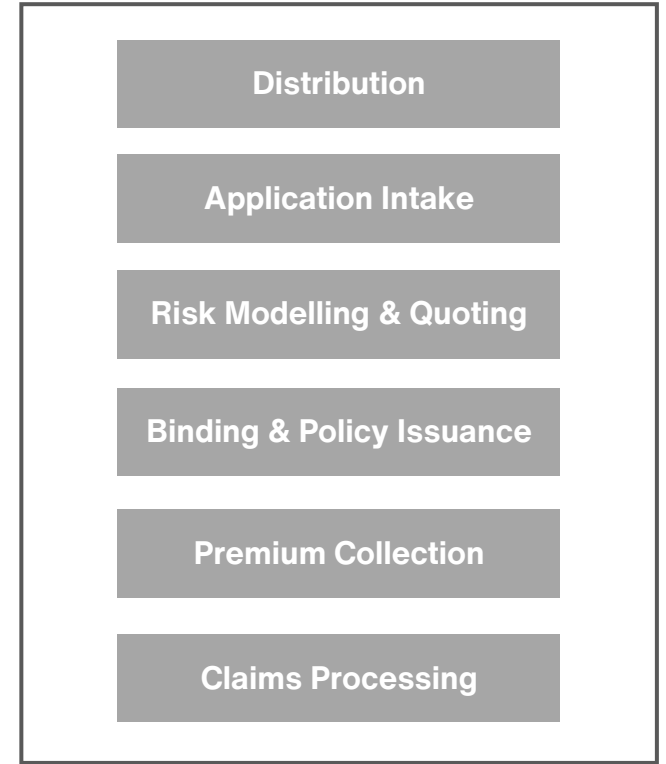 Distribution
Application Intake
Risk Modelling & Quoting
Binding & Policy Issuance
Premium Collection
Claims Processing